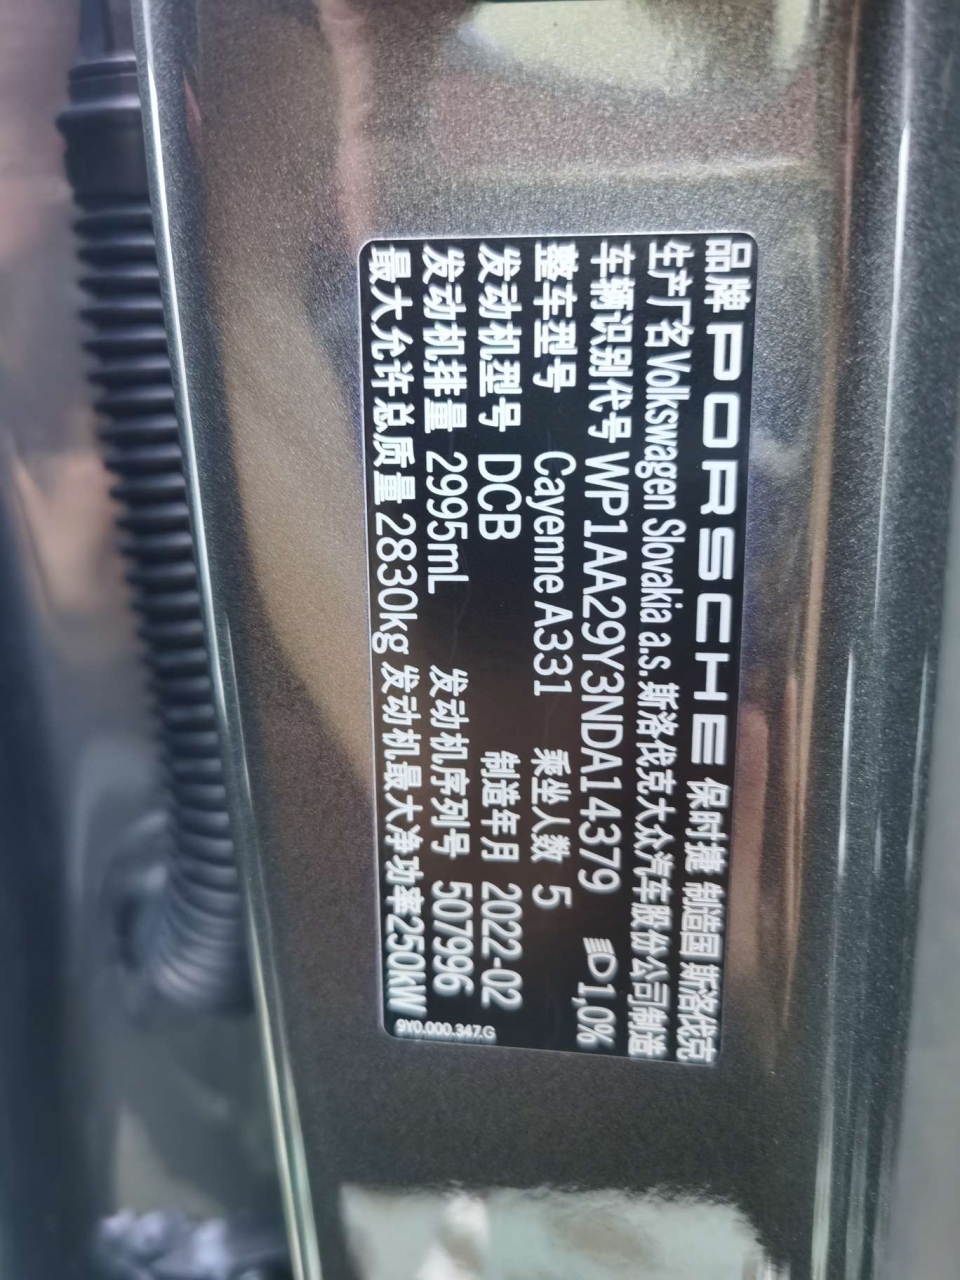 品牌 PORSCHE 保时捷 制造国 斯洛伐克
生产厂名 Volkswagen Slovakia a.s. 斯洛伐克大众汽车股份公司制造
车辆识别代号 WP1AA29Y3NDA14379 1,0%
整车型号 Cayenne A331 乘坐人数 5
发动机型号 DCB 制造年月 2022-02
发动机排量 2995mL 发动机序列号 507996
最大允许总质量 2830kg 发动机最大净功率250kW
9Y0.000.347.G